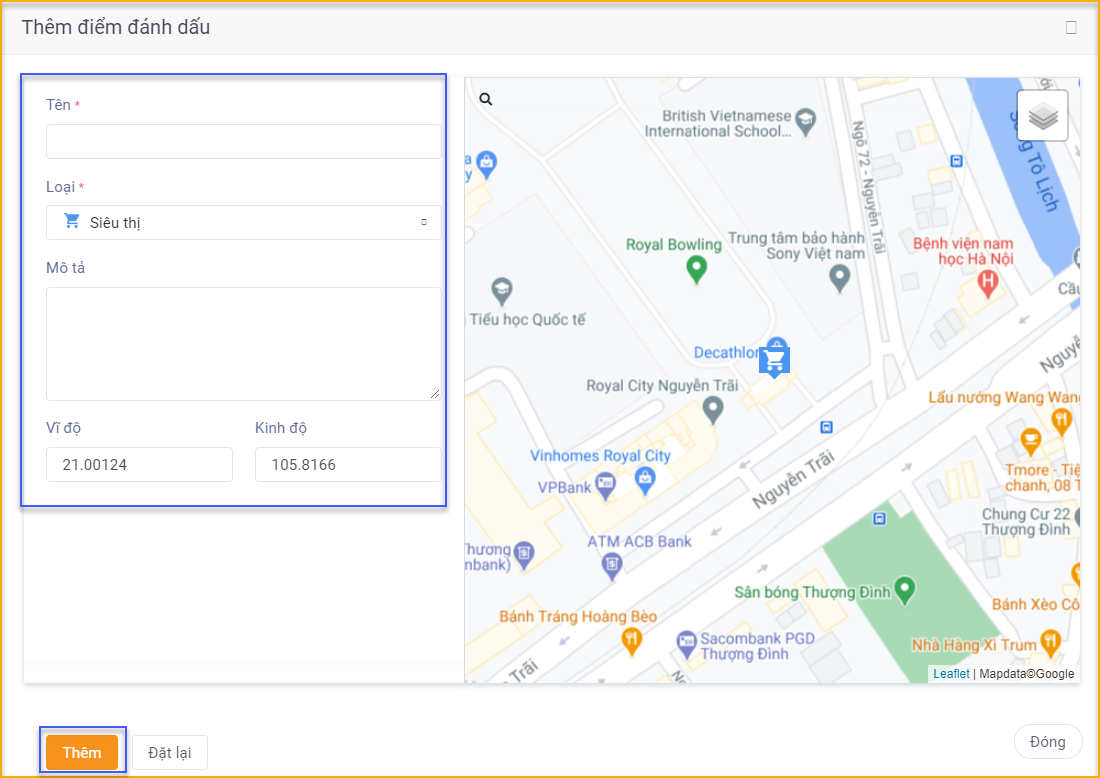 Thêm điểm đánh dấu
Tên *
Loại *
Siêu thị
Mô tả
Vĩ độ
Kinh độ
21.00124
105.8166
British Vietnamese
International School...
Ngõ 72 - Nguyễn Trãi
Sông Tô Lịch
Royal Bowling
Trung tâm bảo hành
Sony Việt nam
Bệnh viện nam
học Hà Nội
Tiểu học Quốc tế
Cầu
Decathlon
Nguyễn
Royal City Nguyễn Trãi
Lẩu nướng Wang Wang
Vinhomes Royal City
VPBank
Nguyễn Trãi
Tmore - Tiệ
chanh, 08 T
Chung Cư 22
Thượng Đình
ATM ACB Bank
Thương
nbank)
Sân bóng Thượng Đình
Bánh Xèo Cô
Bánh Tráng Hoàng Bèo
Sacombank PGD
Thượng Đình
Nhà Hàng Xì Trum
Trãi
Leaflet | Mapdata©Google
Thêm
Đặt lại
Đóng